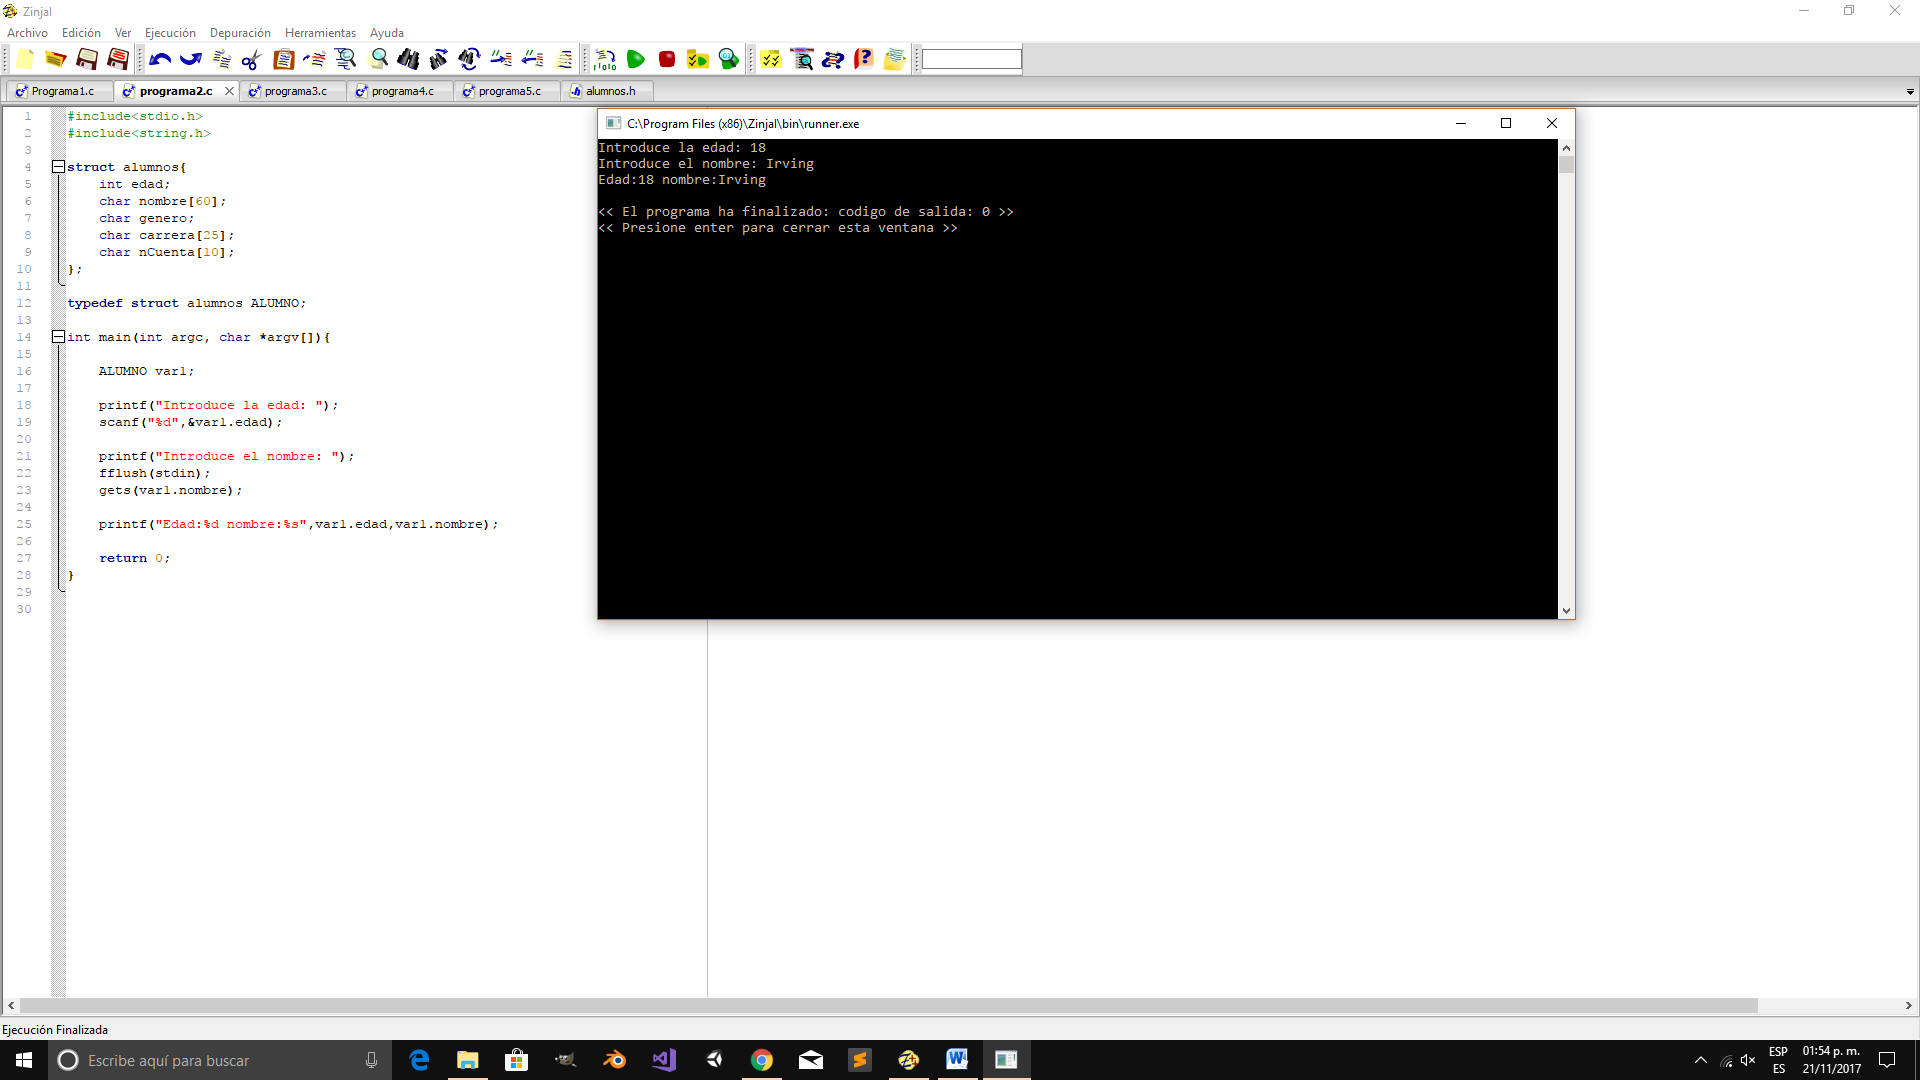 Zinjal
Archivo Edición Ver Ejecución Depuración Herramientas Ayuda
Programa1.c programa2.c programa3.c programa4.c programa5.c alumnos.h
1 #include<stdio.h>
2 #include<string.h>
3
4 struct alumnos{
5 int edad;
6 char nombre[60];
7 char genero;
8 char carrera[25];
9 char nCuenta[10];
10 };
11
12 typedef struct alumnos ALUMNO;
13
14 int main(int argc, char *argv[]){
15
16 ALUMNO var1;
17
18 printf("Introduce la edad: ");
19 scanf("%d",&var1.edad);
20
21 printf("Introduce el nombre: ");
22 fflush(stdin);
23 gets(var1.nombre);
24
25 printf("Edad:%d nombre:%s",var1.edad,var1.nombre);
26
27 return 0;
28 }
29
30
C:\Program Files (x86)\Zinjal\bin\runner.exe
Introduce la edad: 18
Introduce el nombre: Irving
Edad:18 nombre:Irving
<< El programa ha finalizado: codigo de salida: 0 >>
<< Presione enter para cerrar esta ventana >>
Ejecución Finalizada
Escribe aquí para buscar
ESP
ES
01:54 p. m.
21/11/2017